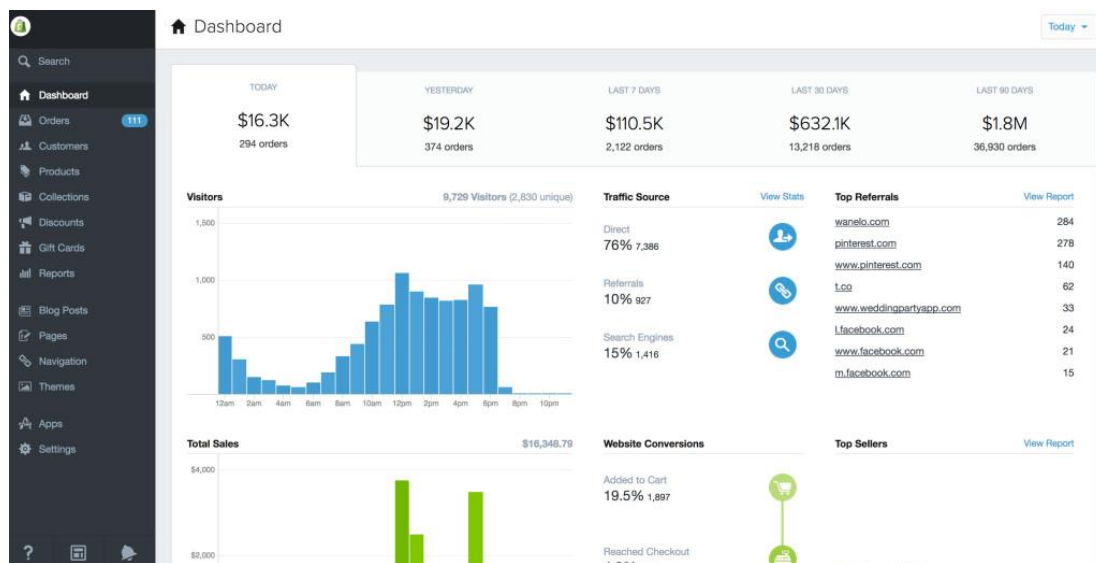 Dashboard
Today
Search
Dashboard
Orders 111
Customers
Products
Collections
Discounts
Gift Cards
Reports
Blog Posts
Pages
Navigation
Themes
Apps
Settings
?
TODAY
$16.3K
294 orders
YESTERDAY
$19.2K
374 orders
LAST 7 DAYS
$110.5K
2,122 orders
LAST 30 DAYS
$632.1K
13,218 orders
LAST 90 DAYS
$1.8M
36,930 orders
Visitors 9,729 Visitors (2,830 unique)
1,500
1,000
500
12am 2am 4am 6am 8am 10am 12pm 2pm 4pm 6pm 8pm 10pm
Traffic Source View Stats
Direct
76% 7,386
Referrals
10% 927
Search Engines
15% 1,416
Top Referrals View Report
wanelo.com 284
pinterest.com 278
www.pinterest.com 140
t.co 62
www.weddingpartyapp.com 33
l.facebook.com 24
www.facebook.com 21
m.facebook.com 15
Total Sales $16,348.79
$4,000
$2,000
Website Conversions
Added to Cart
19.5% 1,897
Reached Checkout
Top Sellers View Report